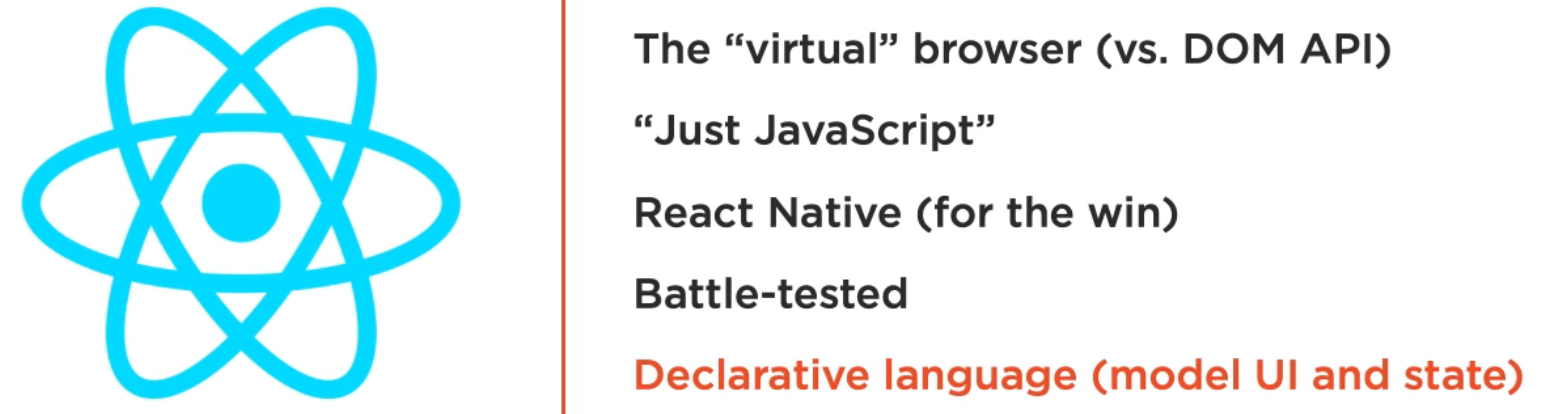 The “virtual” browser (vs. DOM API)
“Just JavaScript”
React Native (for the win)
Battle-tested
Declarative language (model UI and state)